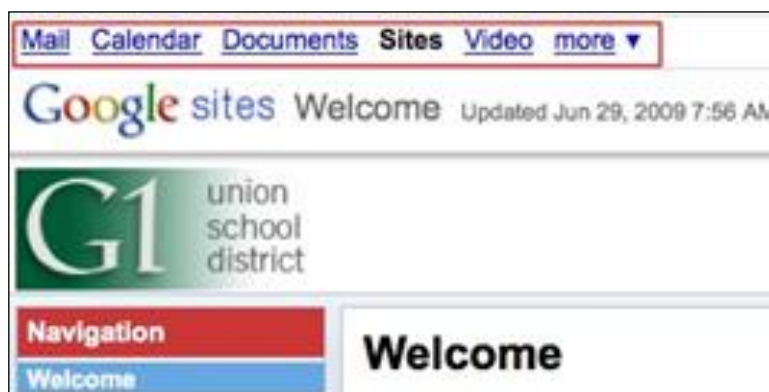 Mail Calendar Documents Sites Video more ▼
Google sites Welcome Updated Jun 29, 2009 7:56 AM
G1 union
school
district
Navigation
Welcome
Welcome